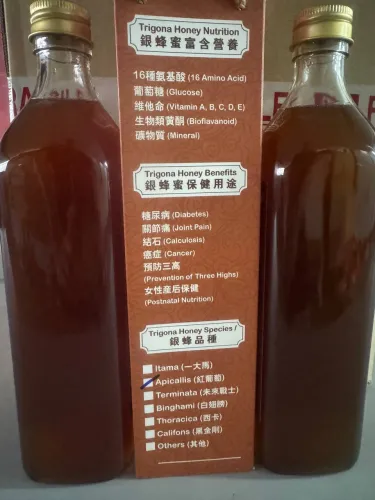 Trigona Honey Nutrition
銀蜂蜜富含營養
16種氨基酸 (16 Amino Acid)
葡萄糖 (Glucose)
維他命 (Vitamin A, B, C, D, E)
生物類黄酮 (Bioflavanoid)
礦物質 (Mineral)
Trigona Honey Benefits
銀蜂蜜保健用途
糖尿病 (Diabetes)
關節痛 (Joint Pain)
結石 (Calculosis)
癌症 (Cancer)
預防三高
(Prevention of Three Highs)
女性産后保健
(Postnatal Nutrition)
Trigona Honey Species /
銀蜂品種
Itama (一大馬)
Apicallis (紅葡萄)
Terminata (未来戰士)
Binghami (白翅膀)
Thoracica (西卡)
Califons (黑金剛)
Others (其他)